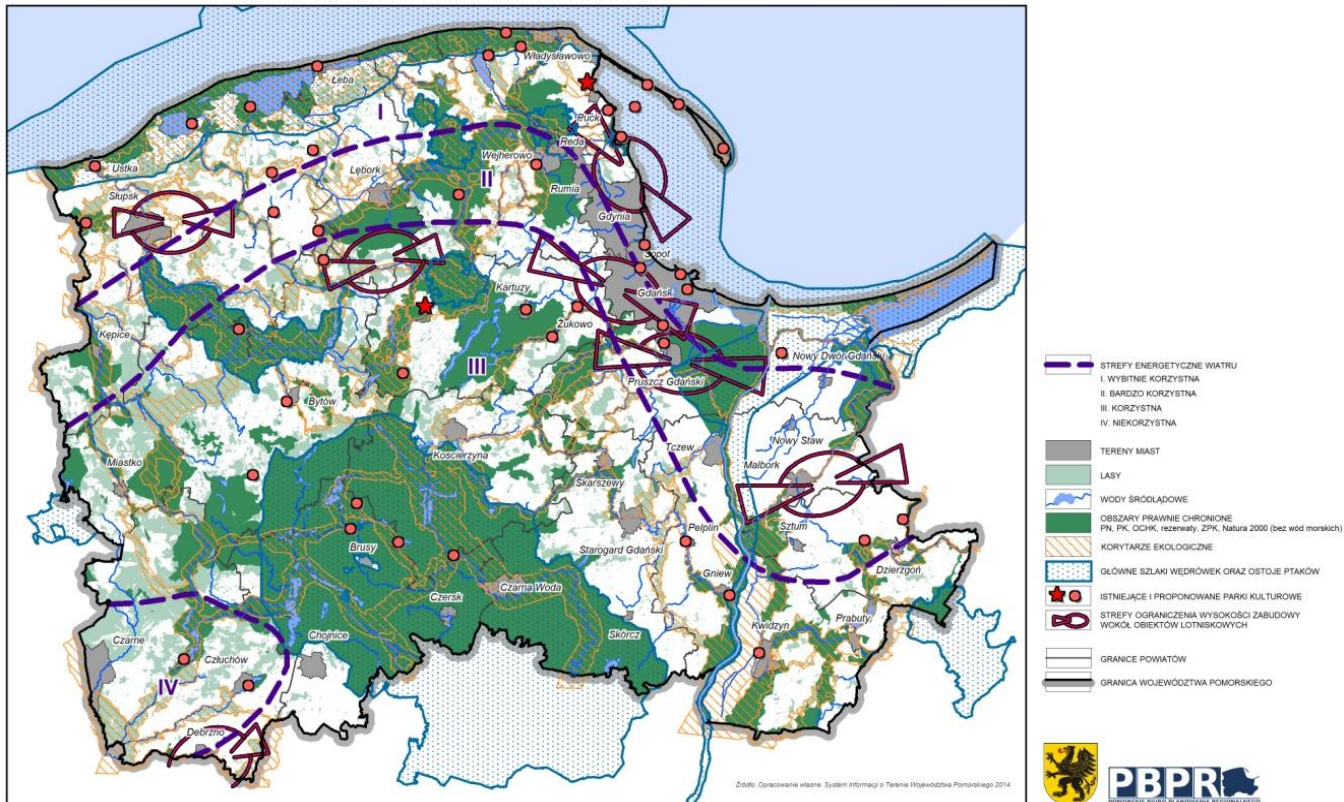 Władysławowo
Łeba
I
Puck
Ustka
Reda
Wejherowo
Lębork
Słupsk
II
Rumia
Gdynia
Sopot
Kartuzy
Gdańsk
Kępice
Żukowo
Nowy Dwór Gdański
III
Pruszcz Gdański
Bytów
Nowy Staw
Kościerzyna
Tczew
Miastko
Malbork
Skarszewy
Pelplin
Sztum
Brusy
Starogard Gdański
Dzierzgoń
Gniew
Czarna Woda
Czersk
Prabuty
Kwidzyn
Czarne
Chojnice
Skórcz
Człuchów
IV
Debrzno
Źródło: Opracowanie własne. System Informacji o Terenie Województwa Pomorskiego 2014
STREFY ENERGETYCZNE WIATRU
I. WYBITNIE KORZYSTNA
II. BARDZO KORZYSTNA
III. KORZYSTNA
IV. NIEKORZYSTNA
TERENY MIAST
LASY
WODY ŚRÓDLĄDOWE
OBSZARY PRAWNIE CHRONIONE
PN, PK, OCHK, rezerwaty, ZPK, Natura 2000 (bez wód morskich)
KORYTARZE EKOLOGICZNE
GŁÓWNE SZLAKI WĘDRÓWEK ORAZ OSTOJE PTAKÓW
ISTNIEJĄCE I PROPONOWANE PARKI KULTUROWE
STREFY OGRANICZENIA WYSOKOŚCI ZABUDOWY
WOKÓŁ OBIEKTÓW LOTNISKOWYCH
GRANICE POWIATÓW
GRANICA WOJEWÓDZTWA POMORSKIEGO
PBPR
POMORSKIE BIURO PLANOWANIA REGIONALNEGO